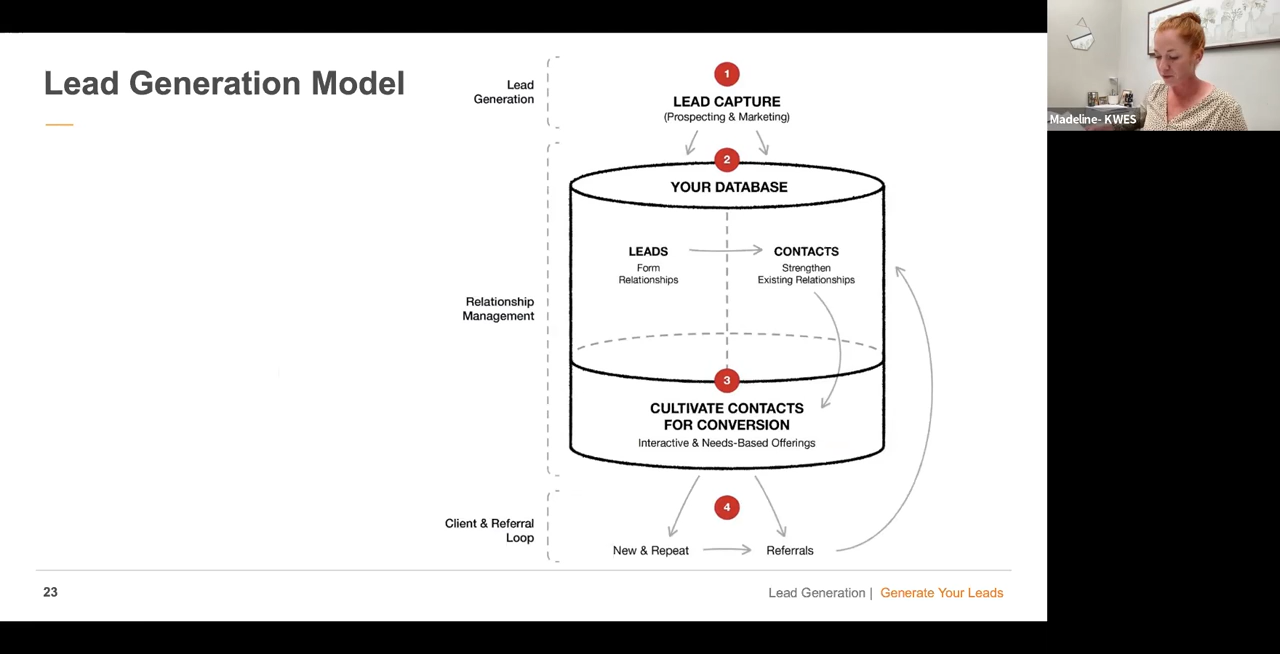 Lead Generation Model
Lead
Generation
1
LEAD CAPTURE
(Prospecting & Marketing)
2
YOUR DATABASE
LEADS
Form
Relationships
CONTACTS
Strengthen
Existing Relationships
Relationship
Management
3
CULTIVATE CONTACTS
FOR CONVERSION
Interactive & Needs-Based Offerings
4
Client & Referral
Loop
New & Repeat
Referrals
23
Lead Generation | Generate Your Leads
Madeline- KWES